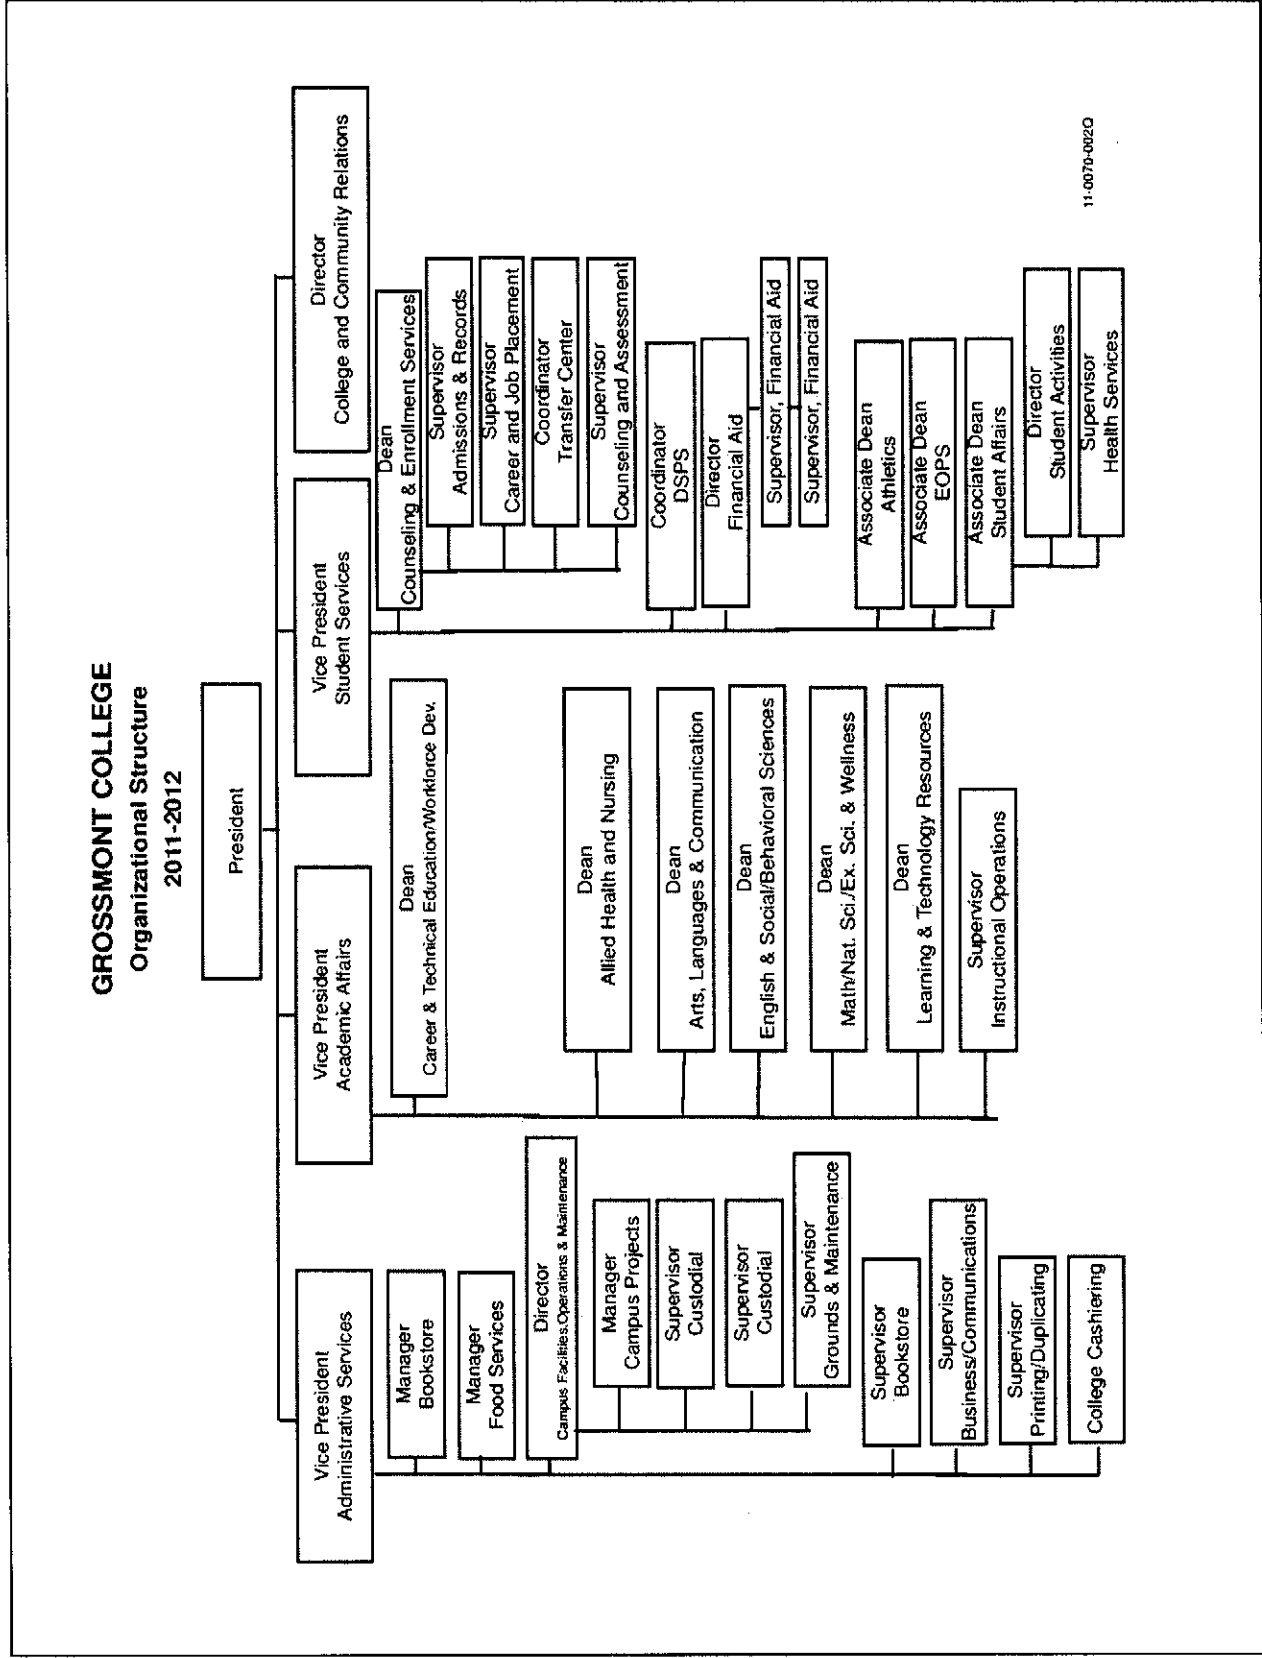 GROSSMONT COLLEGE
Organizational Structure
2011-2012
President
Vice President
Administrative Services
Vice President
Academic Affairs
Vice President
Student Services
Director
College and Community Relations
Manager
Bookstore
Manager
Food Services
Director
Campus Facilities,Operations & Maintenance
Manager
Campus Projects
Supervisor
Custodial
Supervisor
Custodial
Supervisor
Grounds & Maintenance
Supervisor
Bookstore
Supervisor
Business/Communications
Supervisor
Printing/Duplicating
College Cashiering
Dean
Career & Technical Education/Workforce Dev.
Dean
Allied Health and Nursing
Dean
Arts, Languages & Communication
Dean
English & Social/Behavioral Sciences
Dean
Math/Nat. Sci./Ex. Sci. & Wellness
Dean
Learning & Technology Resources
Supervisor
Instructional Operations
Dean
Counseling & Enrollment Services
Supervisor
Admissions & Records
Supervisor
Career and Job Placement
Coordinator
Transfer Center
Supervisor
Counseling and Assessment
Coordinator
DSPS
Director
Financial Aid
Supervisor, Financial Aid
Supervisor, Financial Aid
Associate Dean
Athletics
Associate Dean
EOPS
Associate Dean
Student Affairs
Director
Student Activities
Supervisor
Health Services
11-0070-002Q